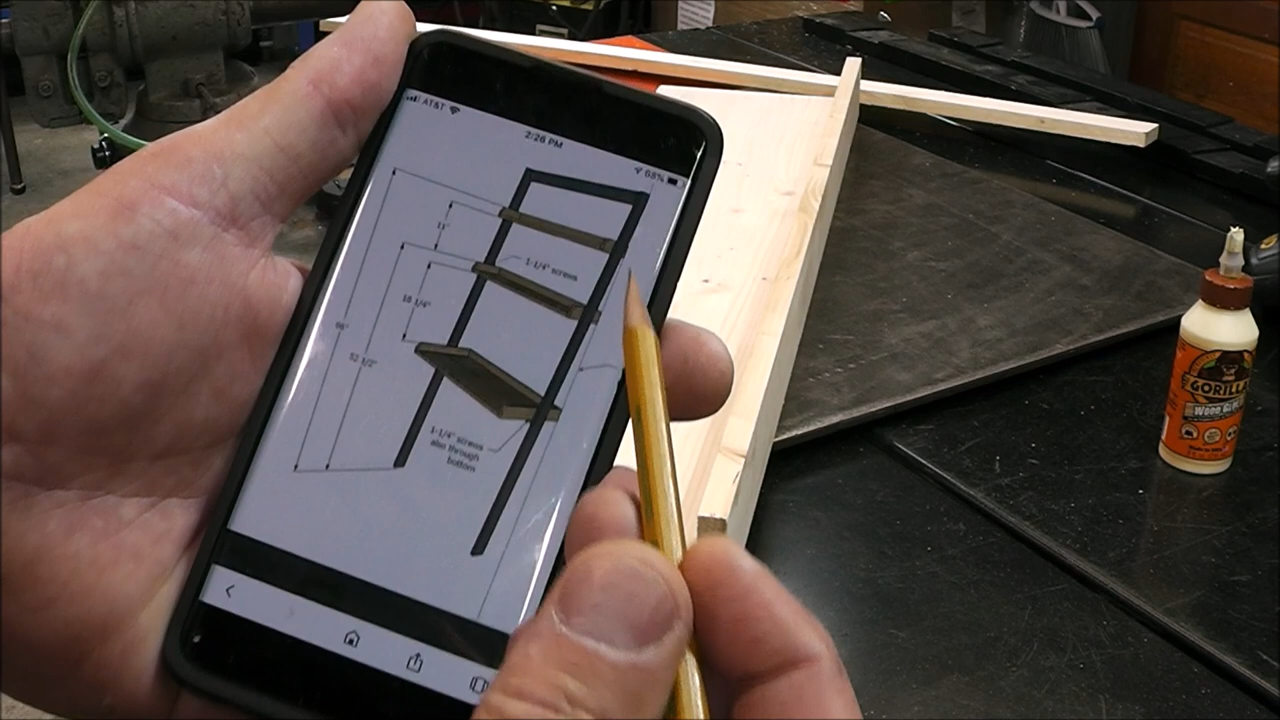 AT&T
2:26 PM
68%
11"
1-1/4" screws
18 1/4"
66"
52 1/2"
1-1/4" screws
also through
bottom
GORILLA
Wood Glue